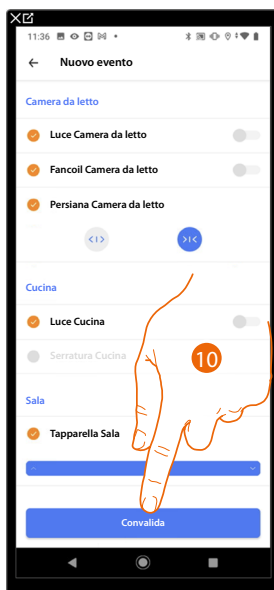 11:36
Nuovo evento
Camera da letto
Luce Camera da letto
Fancoil Camera da letto
Persiana Camera da letto
Cucina
Luce Cucina
Serratura Cucina
10
Sala
Tapparella Sala
Convalida